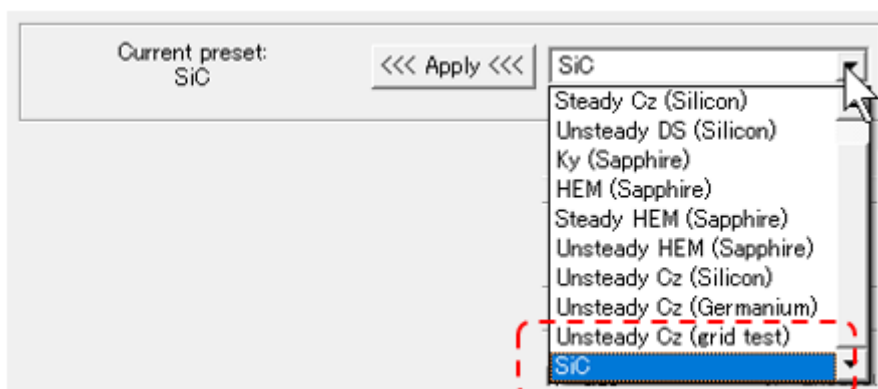 Current preset:
SiC
<<< Apply <<<
SiC
Steady Cz (Silicon)
Unsteady DS (Silicon)
Ky (Sapphire)
HEM (Sapphire)
Steady HEM (Sapphire)
Unsteady HEM (Sapphire)
Unsteady Cz (Silicon)
Unsteady Cz (Germanium)
Unsteady Cz (grid test)
SiC